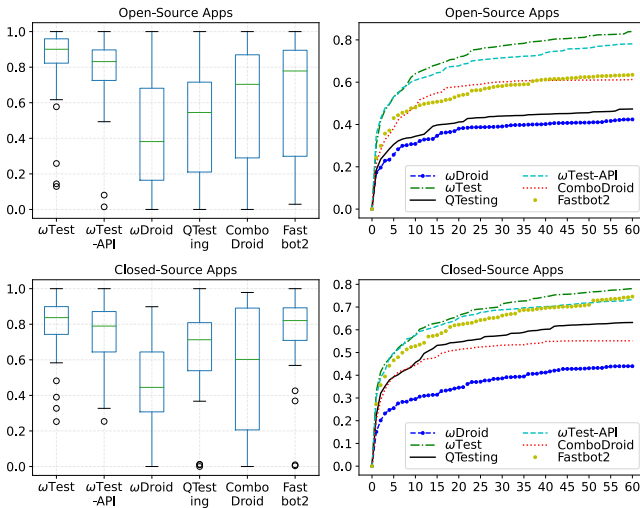 Open-Source Apps
1.0
0.8
0.6
0.4
0.2
0.0
ωTest
ωTest
-API
ωDroid
QTest
ing
Combo
Droid
Fast
bot2
Open-Source Apps
0.8
0.6
0.4
0.2
0.0
ωDroid
ωTest
QTesting
ωTest-API
ComboDroid
Fastbot2
0 5 10 15 20 25 30 35 40 45 50 55 60
Closed-Source Apps
1.0
0.8
0.6
0.4
0.2
0.0
ωTest
ωTest
-API
ωDroid
QTest
ing
Combo
Droid
Fast
bot2
Closed-Source Apps
0.8
0.7
0.6
0.5
0.4
0.3
0.2
0.1
0.0
ωDroid
ωTest
QTesting
ωTest-API
ComboDroid
Fastbot2
0 5 10 15 20 25 30 35 40 45 50 55 60